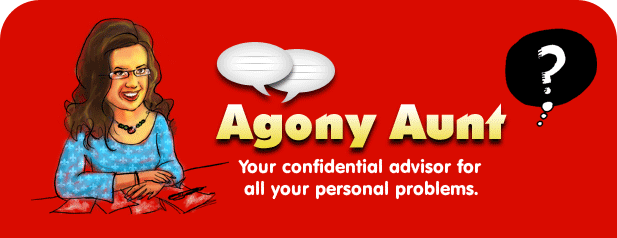 Agony Aunt
Your confidential advisor for
all your personal problems.
?